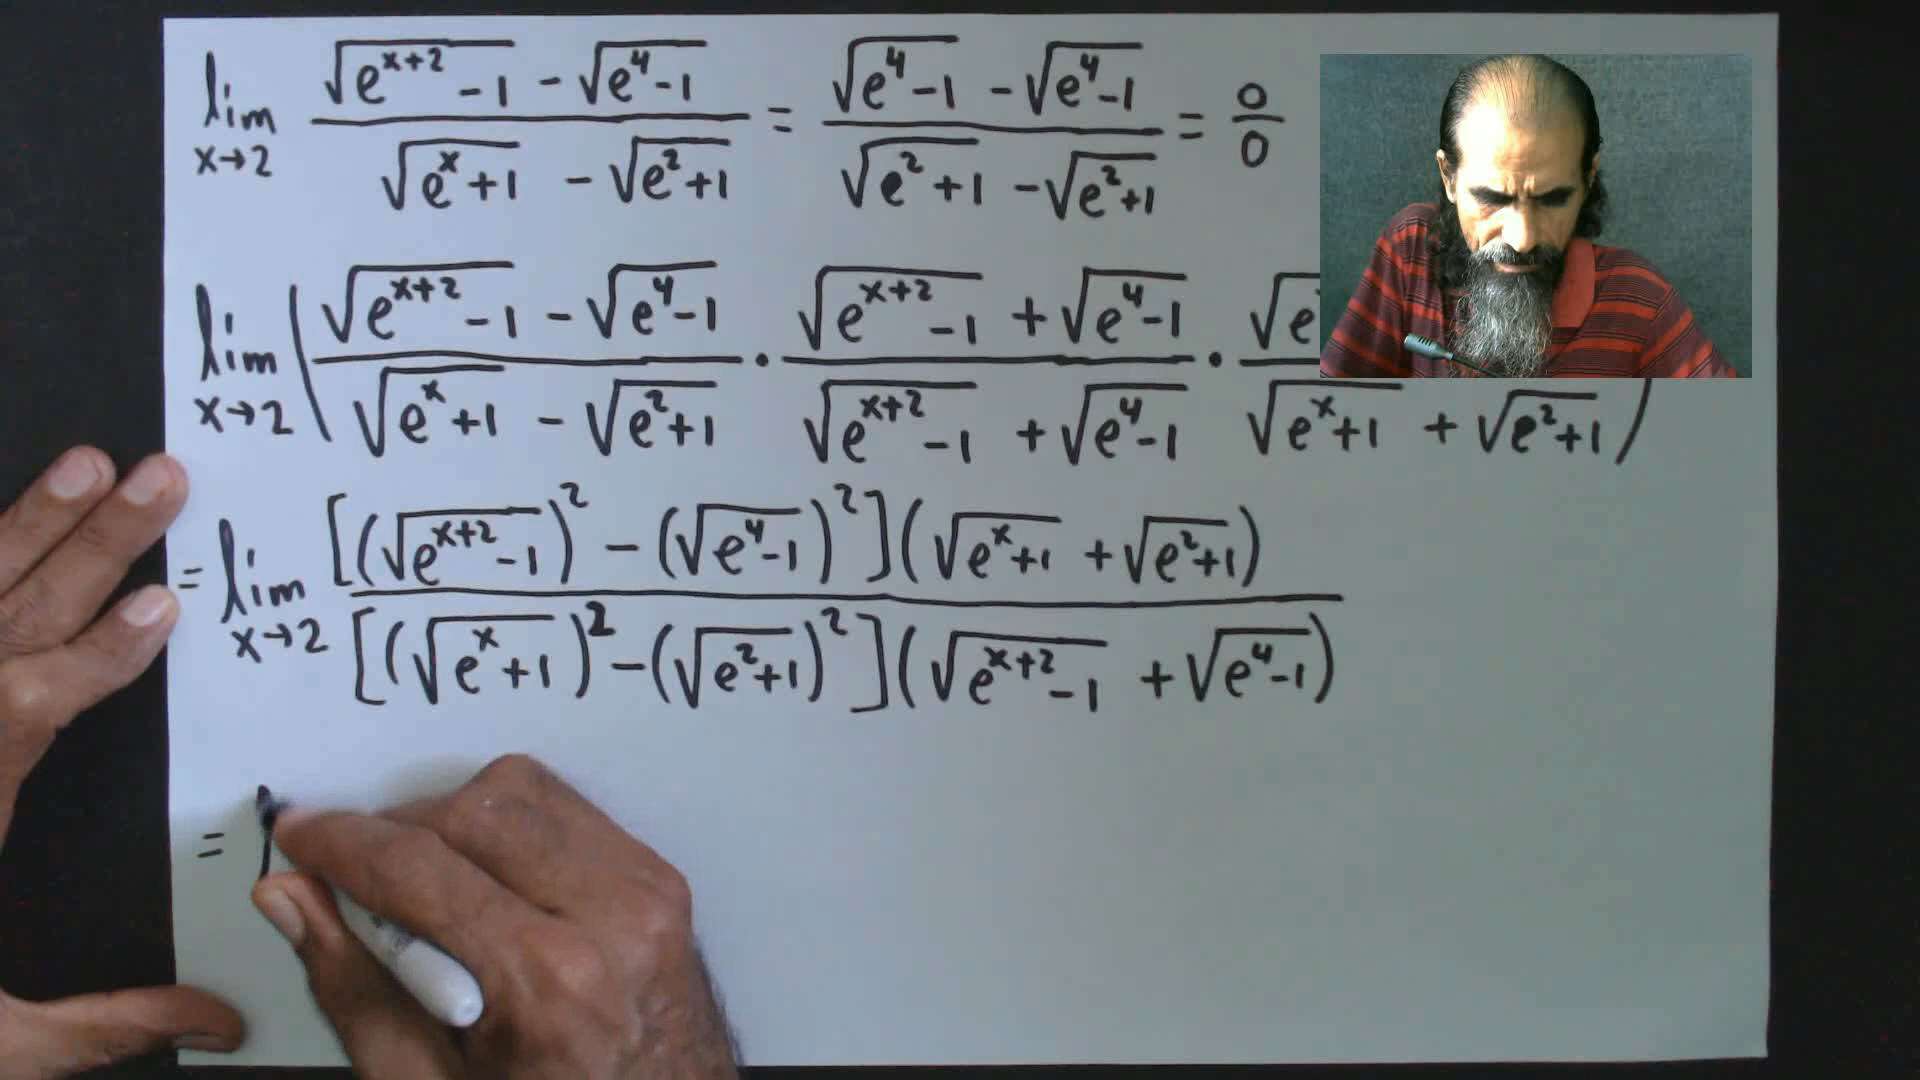 lim x→2 (√(e^(x+2) -1) - √(e^4 -1)) / (√(e^x +1) - √(e^2 +1)) = (√(e^4 -1) - √(e^4 -1)) / (√(e^2 +1) - √(e^2 +1)) = 0/0
lim x→2 ( (√(e^(x+2) -1) - √(e^4 -1)) / (√(e^x +1) - √(e^2 +1)) · (√(e^(x+2) -1) + √(e^4 -1)) / (√(e^(x+2) -1) + √(e^4 -1)) · √e / (√(e^x +1) + √(e^2 +1)) )
= lim x→2 [(√(e^(x+2) -1))^2 - (√(e^4 -1))^2](√(e^x +1) + √(e^2 +1)) / [(√(e^x +1))^2 - (√(e^2 +1))^2](√(e^(x+2) -1) + √(e^4 -1))
=